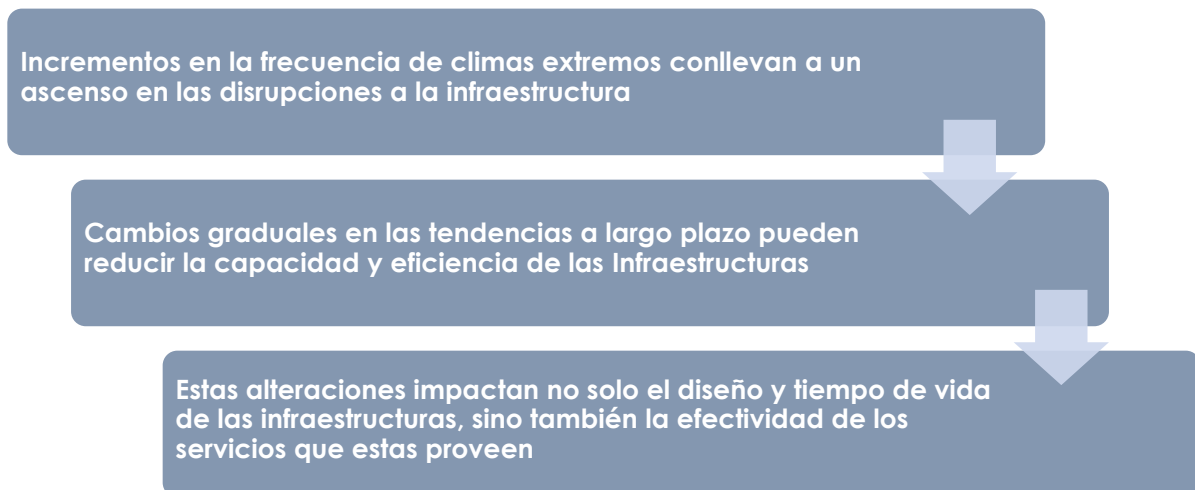 Incrementos en la frecuencia de climas extremos conllevan a un
ascenso en las disrupciones a la infraestructura
Cambios graduales en las tendencias a largo plazo pueden
reducir la capacidad y eficiencia de las Infraestructuras
Estas alteraciones impactan no solo el diseño y tiempo de vida
de las infraestructuras, sino también la efectividad de los
servicios que estas proveen